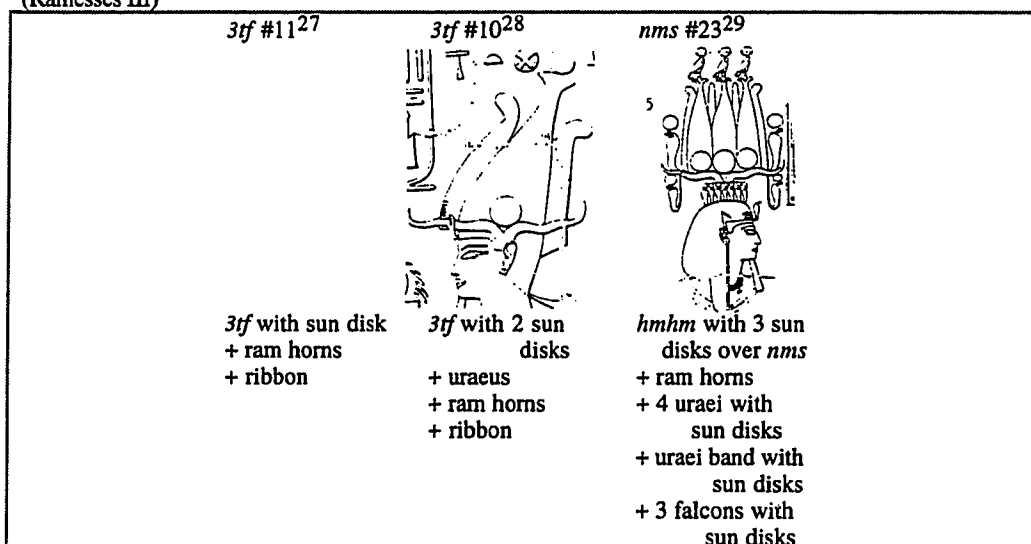 (Ramesses III)
3tf #11²⁷
3tf #10²⁸
nms #23²⁹
5
3tf with sun disk
+ ram horns
+ ribbon
3tf with 2 sun
disks
+ uraeus
+ ram horns
+ ribbon
hmhm with 3 sun
disks over nms
+ ram horns
+ 4 uraei with
sun disks
+ uraei band with
sun disks
+ 3 falcons with
sun disks